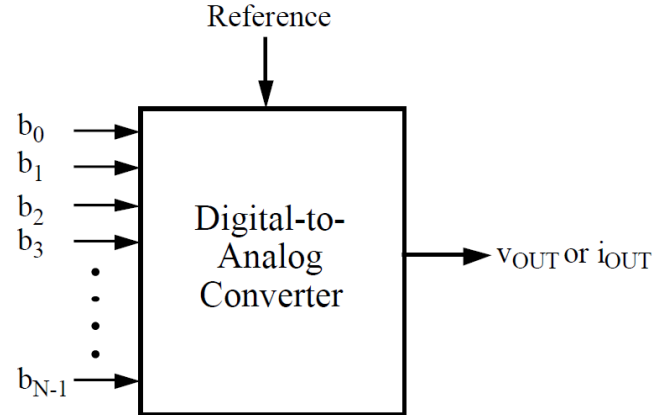 Reference
b0
b1
b2
b3
bN-1
Digital-to-
Analog
Converter
vOUT or iOUT